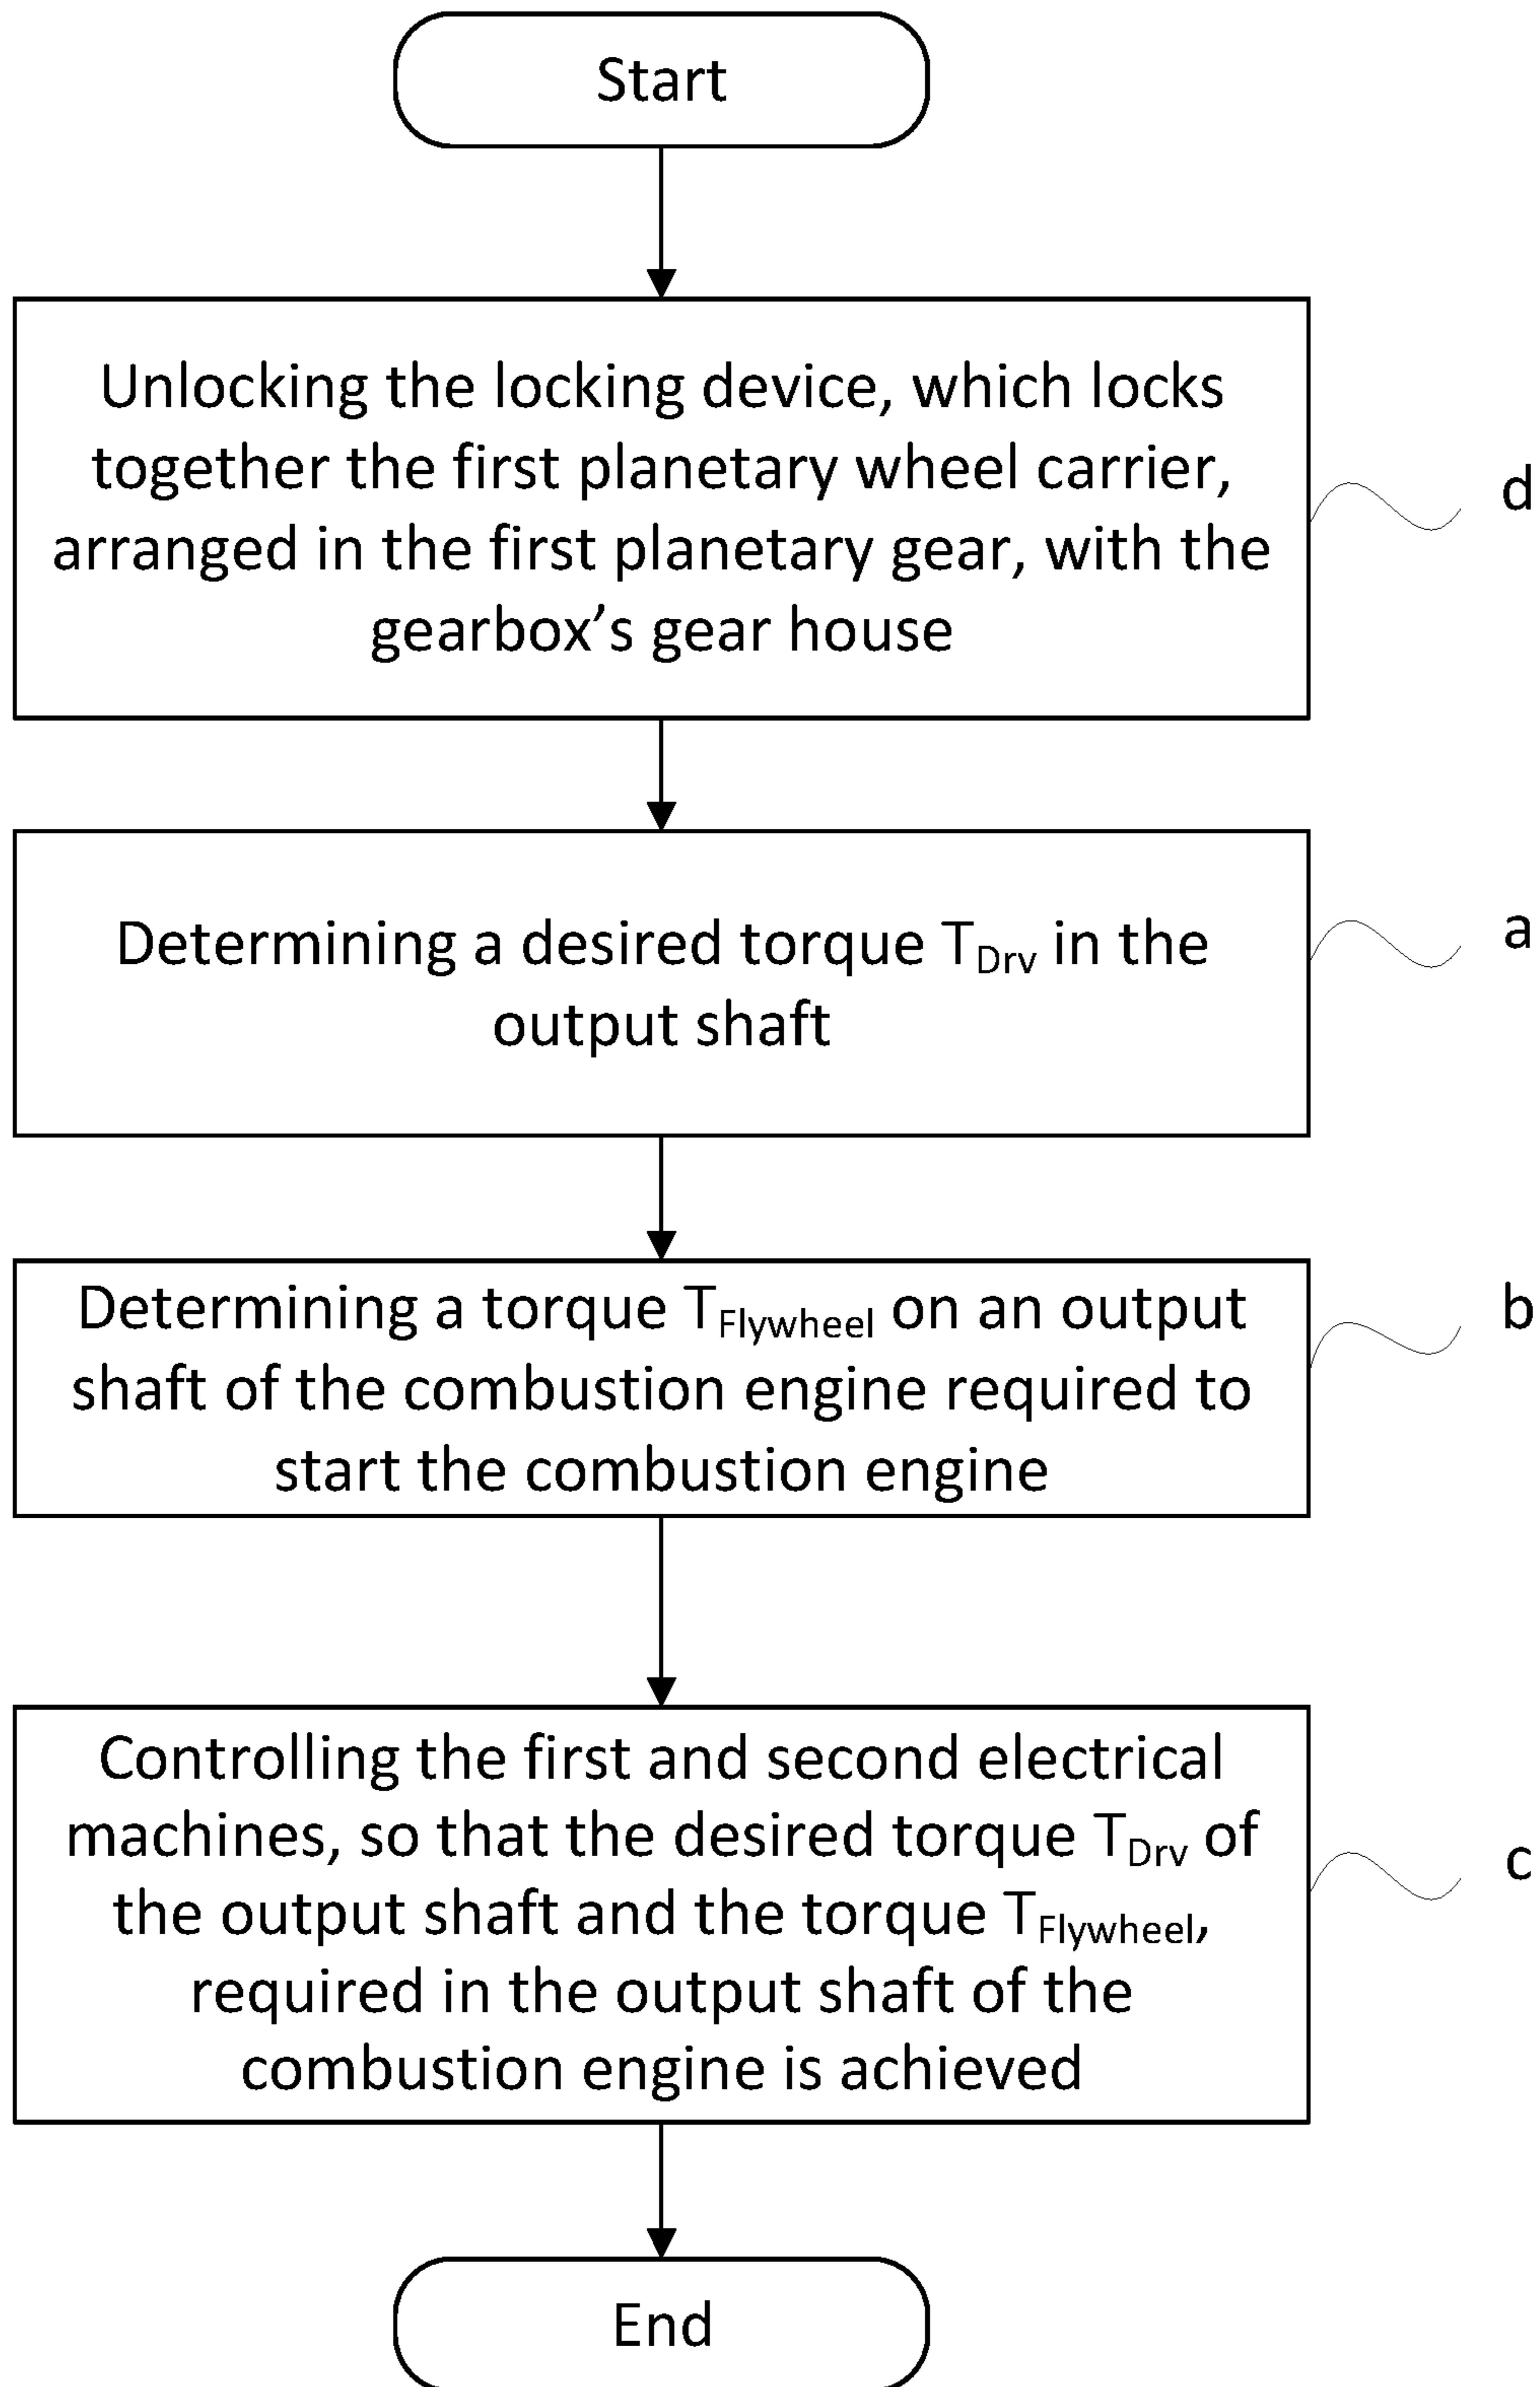 Start
Unlocking the locking device, which locks
together the first planetary wheel carrier,
arranged in the first planetary gear, with the
gearbox’s gear house
d
Determining a desired torque T_Drv in the
output shaft
a
Determining a torque T_Flywheel on an output
shaft of the combustion engine required to
start the combustion engine
b
Controlling the first and second electrical
machines, so that the desired torque T_Drv of
the output shaft and the torque T_Flywheel,
required in the output shaft of the
combustion engine is achieved
c
End